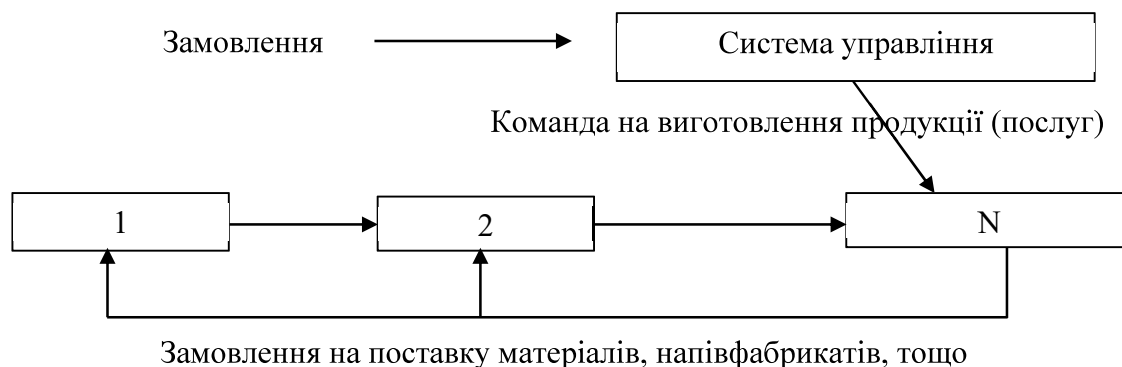 Замовлення
Система управління
Команда на виготовлення продукції (послуг)
1
2
N
Замовлення на поставку матеріалів, напівфабрикатів, тощо